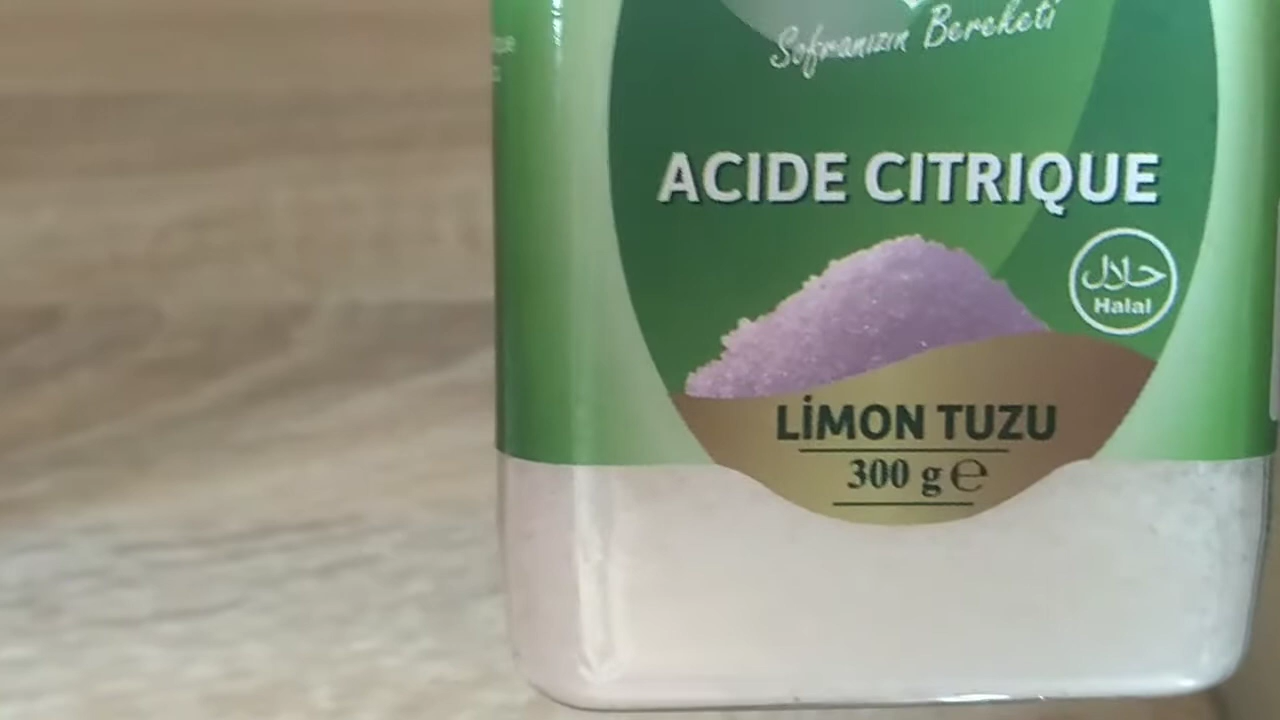 Sofranızın Bereketi
ACIDE CITRIQUE
حلال
Halal
LİMON TUZU
300 g ℮